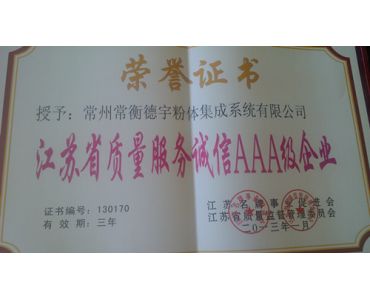 荣誉证书
授予：常州常衡德宇粉体集成系统有限公司
江苏省质量服务诚信AAA级企业
证书编号：130170
有效期：三年
江苏名牌事业促进会
江苏省质量监督管理委员会
二〇一三年一月